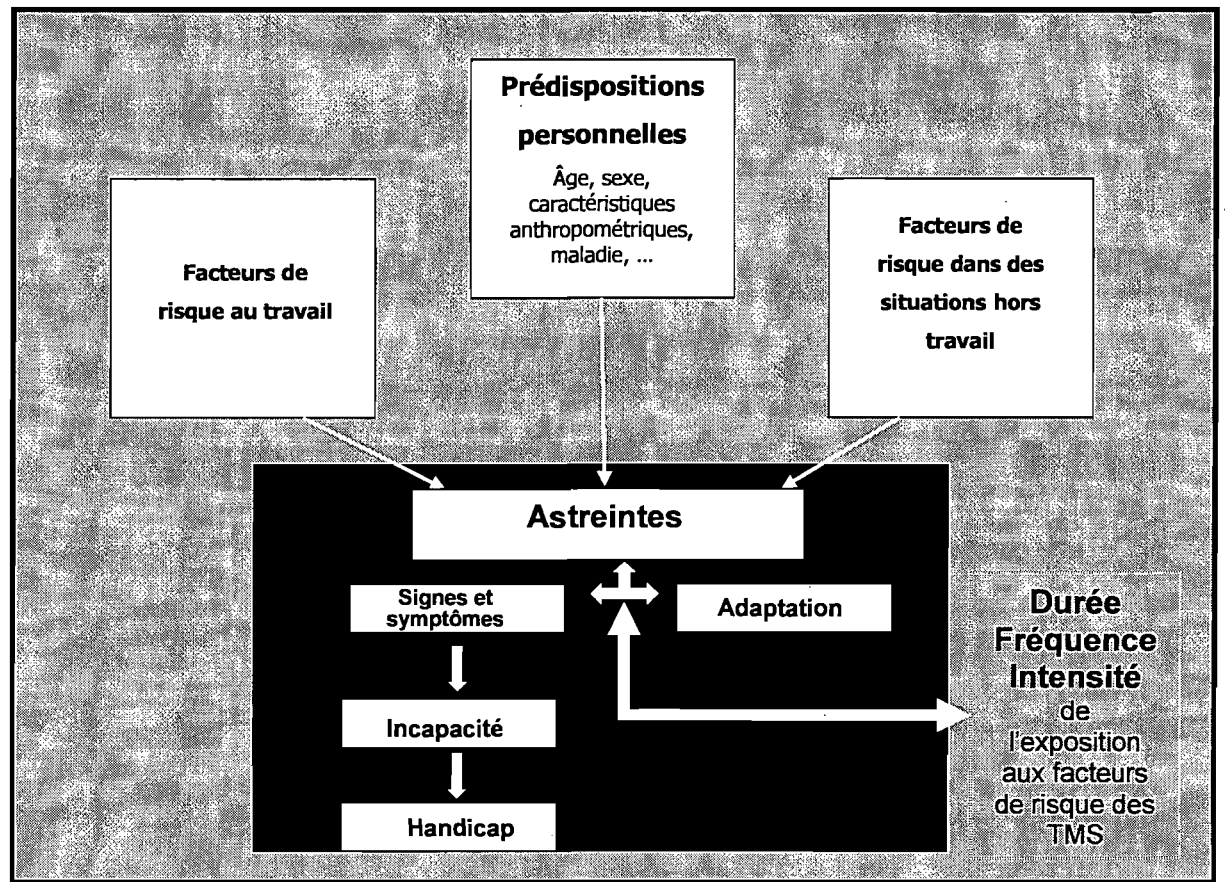 Prédispositions
personnelles
Âge, sexe,
caractéristiques
anthropométriques,
maladie, ...
Facteurs de
risque au travail
Facteurs de
risque dans des
situations hors
travail
Astreintes
Signes et
symptômes
Adaptation
Incapacité
Handicap
Durée
Fréquence
Intensité
de
l'exposition
aux facteurs
de risque des
TMS